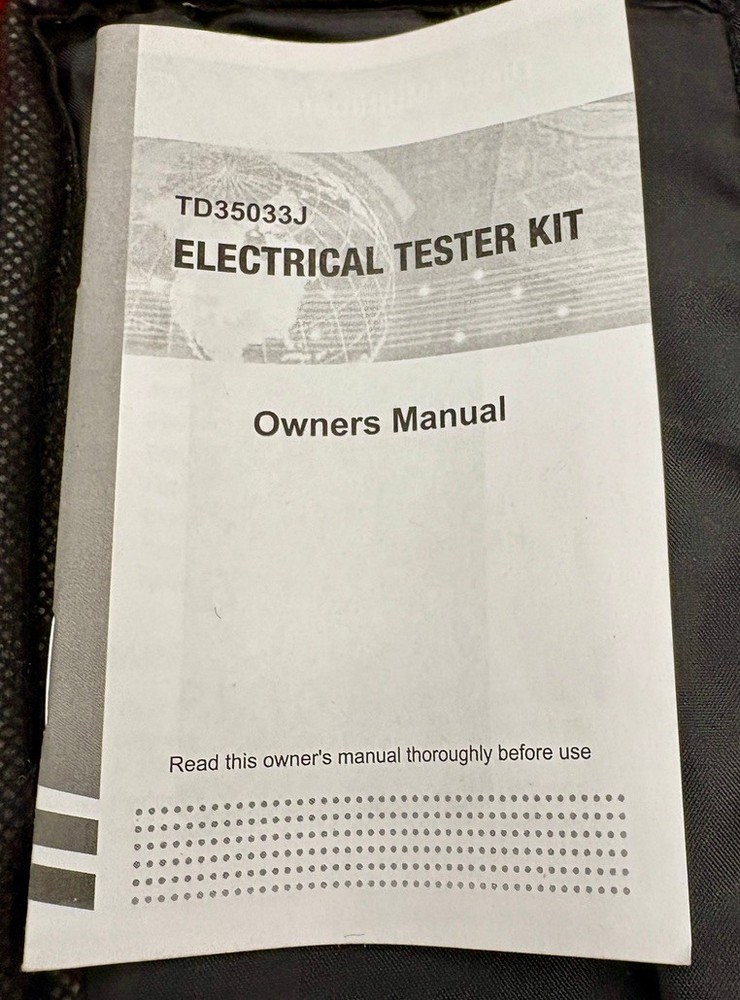 TD35033J
ELECTRICAL TESTER KIT
Owners Manual
Read this owner's manual thoroughly before use